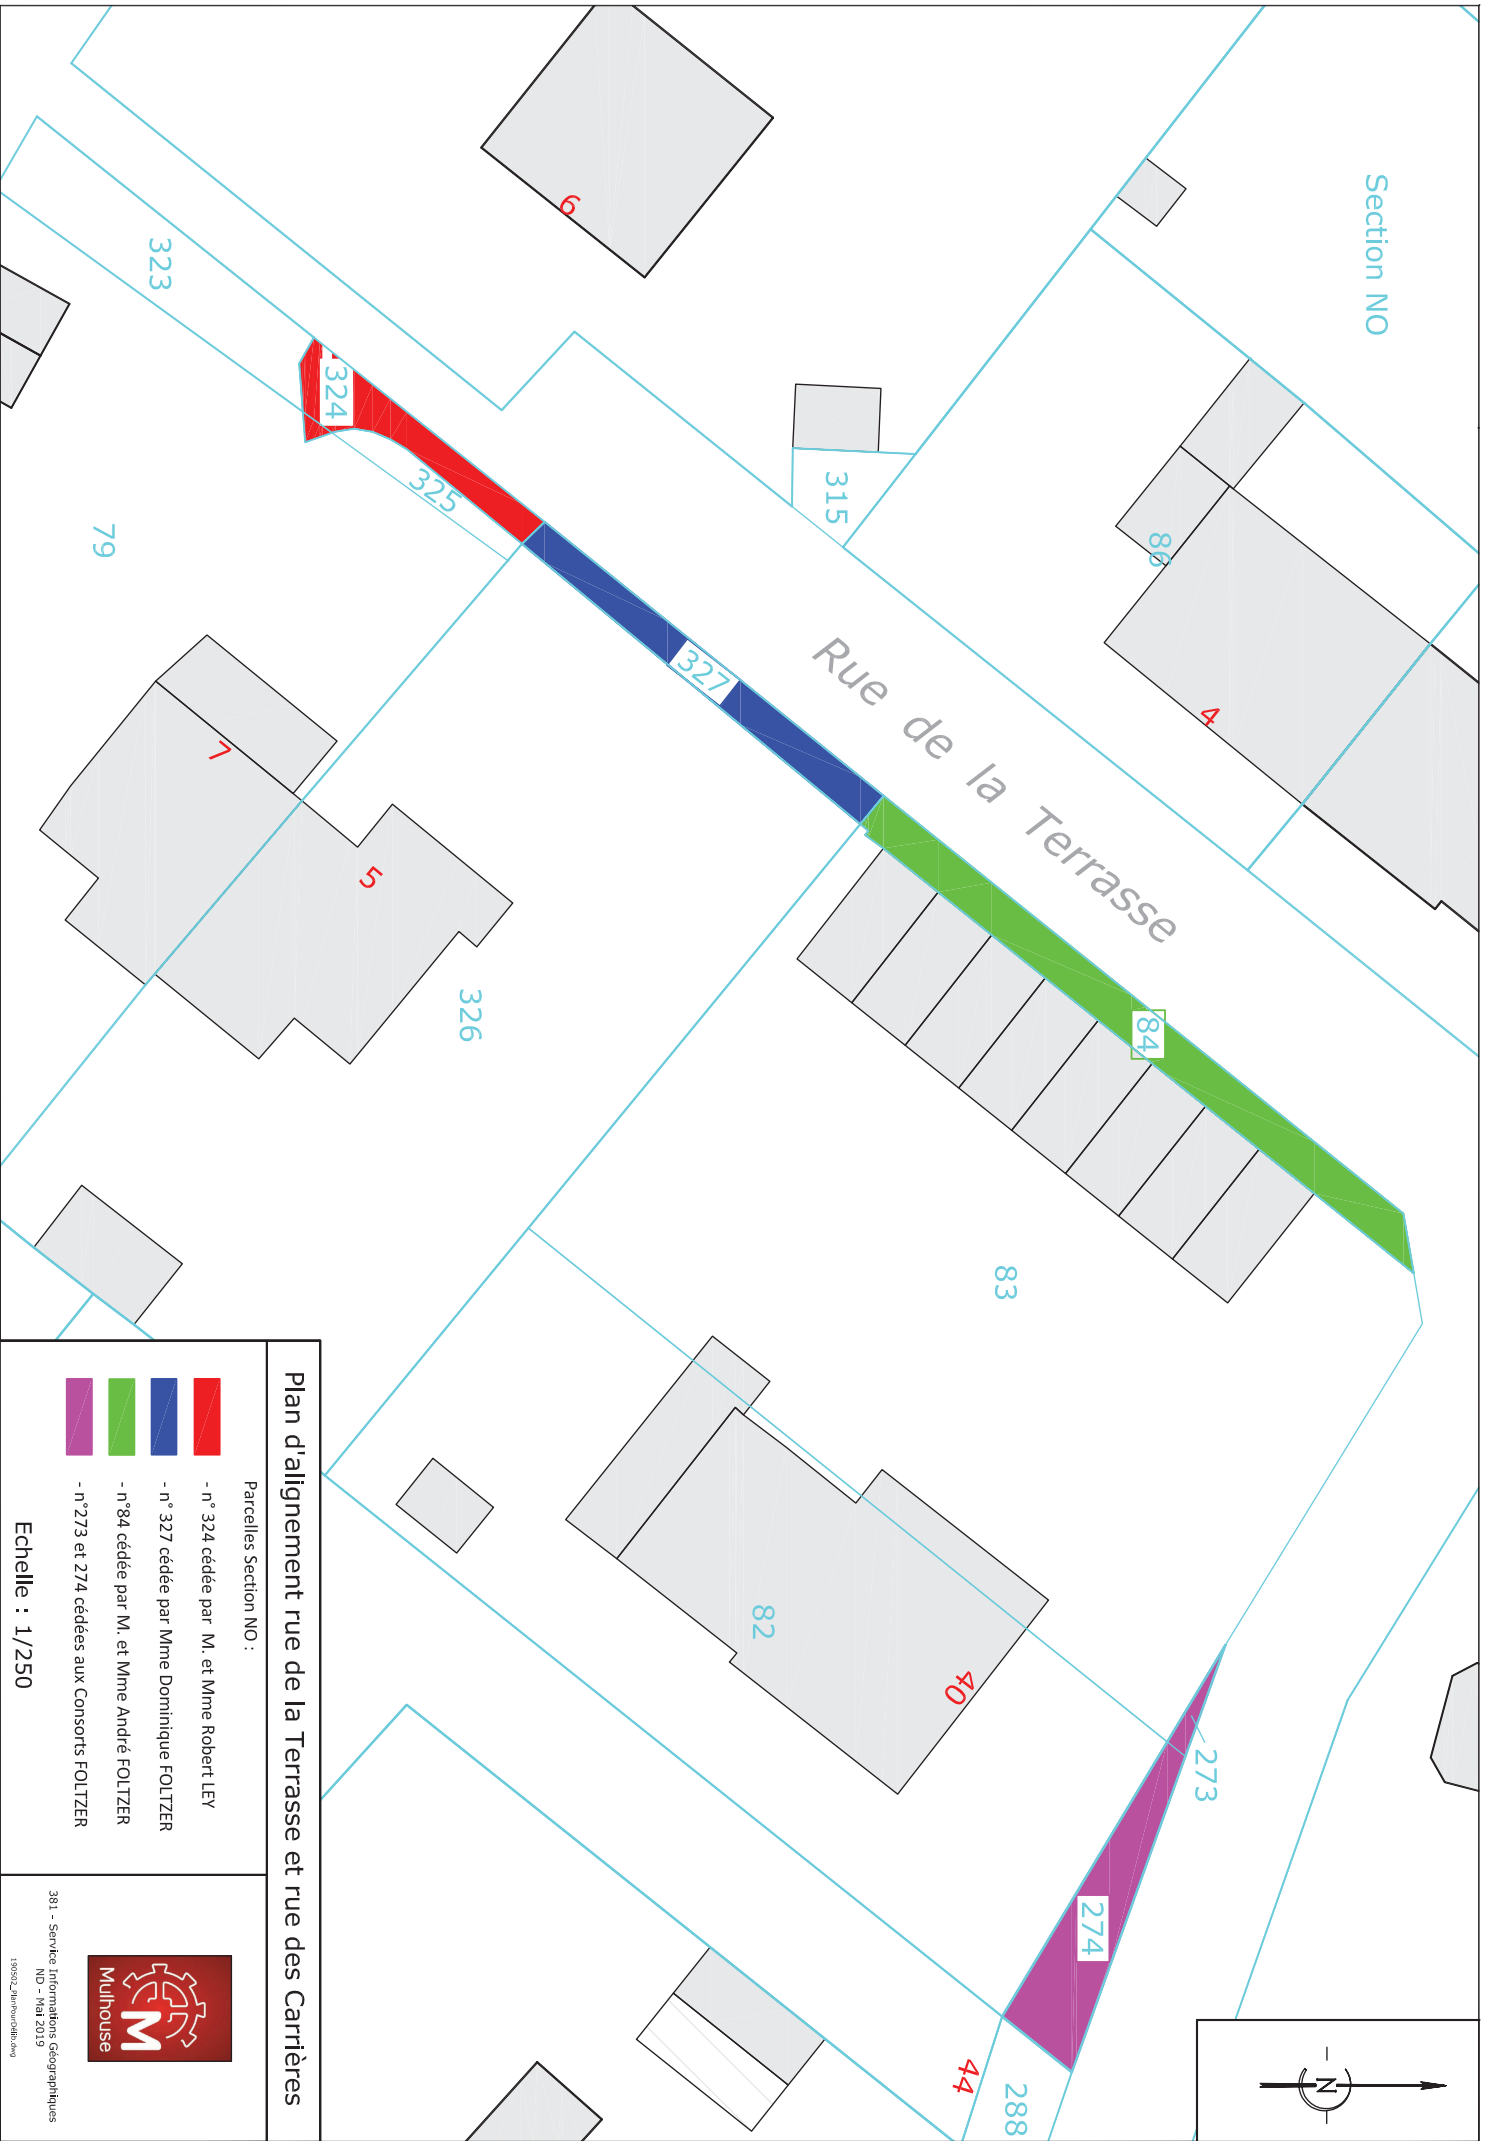 Section NO
323
324
325
79
6
315
86
4
Rue de la Terrasse
327
7
5
326
84
83
82
40
273
274
44
288
N
Plan d'alignement rue de la Terrasse et rue des Carrières
Parcelles Section NO :
- n° 324 cédée par M. et Mme Robert LEY
- n° 327 cédée par Mme Dominique FOLTZER
- n°84 cédée par M. et Mme André FOLTZER
- n°273 et 274 cédées aux Consorts FOLTZER
Echelle : 1/250
M
Mulhouse
381 - Service Informations Géographiques
ND - Mai 2019
190502_PlanPourDélib.dwg